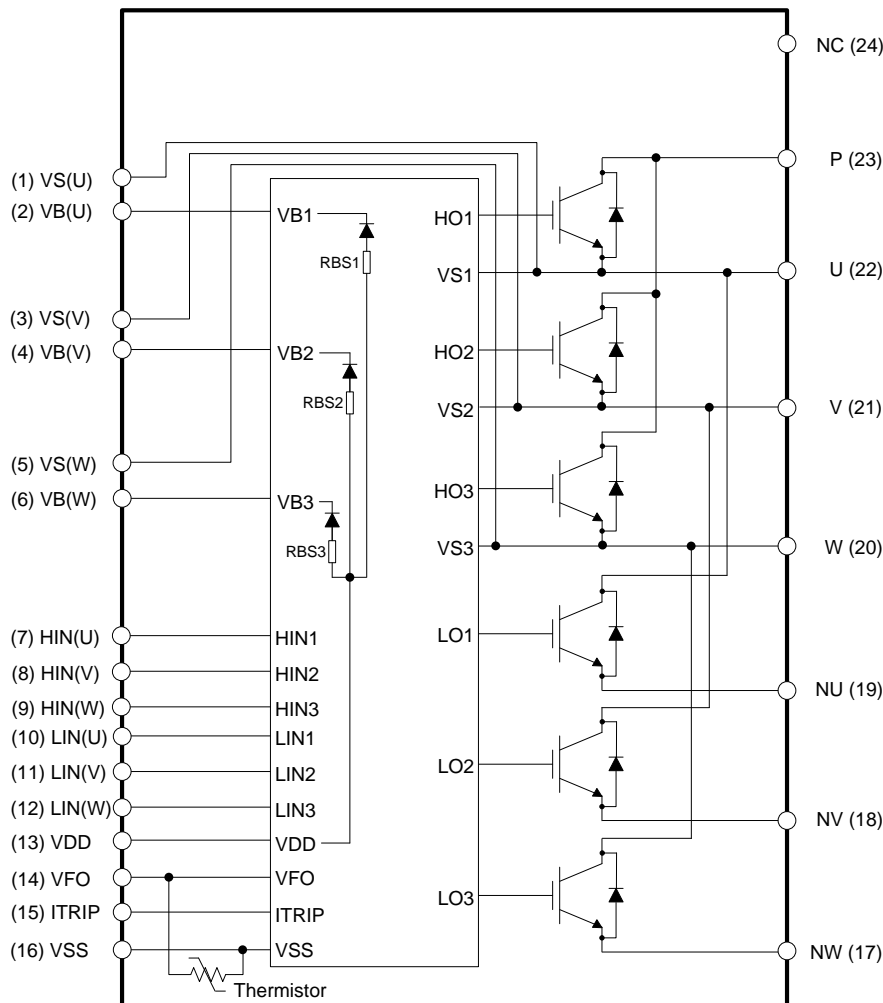 NC (24)
P (23)
(1) VS(U)
(2) VB(U)
VB1
HO1
RBS1
VS1
U (22)
(3) VS(V)
(4) VB(V)
VB2
HO2
RBS2
VS2
V (21)
(5) VS(W)
(6) VB(W)
VB3
HO3
RBS3
VS3
W (20)
(7) HIN(U)
HIN1
LO1
(8) HIN(V)
HIN2
NU (19)
(9) HIN(W)
HIN3
(10) LIN(U)
LIN1
(11) LIN(V)
LIN2
LO2
(12) LIN(W)
LIN3
NV (18)
(13) VDD
VDD
(14) VFO
VFO
LO3
(15) ITRIP
ITRIP
(16) VSS
VSS
NW (17)
Thermistor